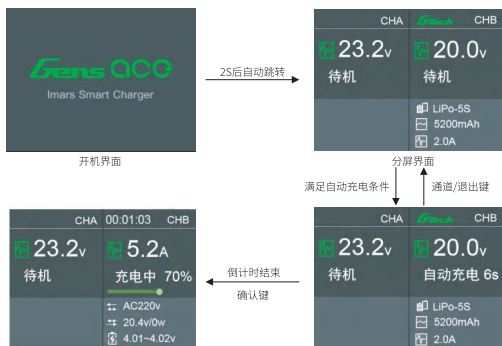 Gens ace
Imars Smart Charger
开机界面
2S后自动跳转
CHA Gtech CHB
23.2v 20.0v
待机 待机
LiPo-5S
5200mAh
2.0A
分屏界面
满足自动充电条件 通道/退出键
CHA 00:01:03 CHB
23.2v 5.2A
待机 充电中 70%
AC220v
20.4v/0w
4.01~4.02v
倒计时结束
确认键
CHA Gtech CHB
23.2v 20.0v
待机 自动充电 6s
LiPo-5S
5200mAh
2.0A